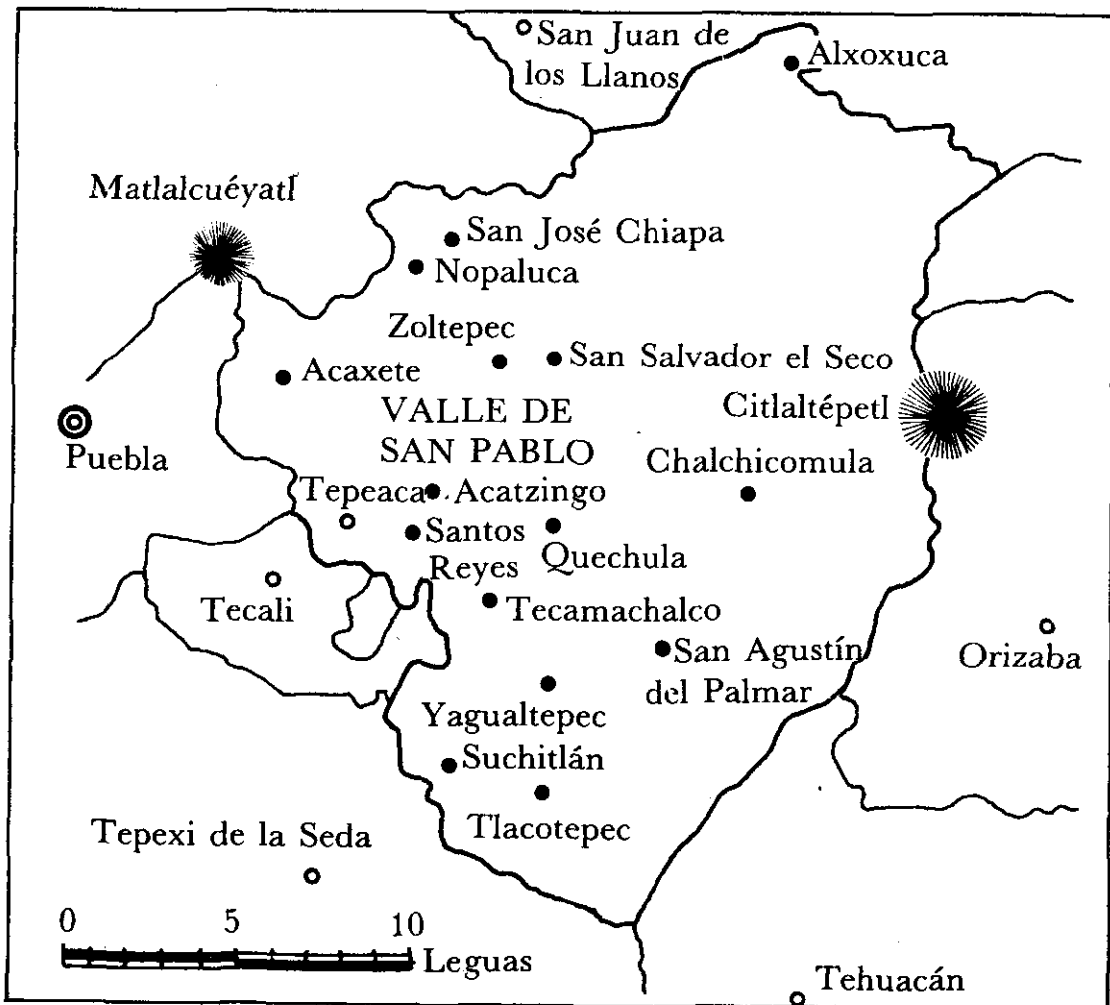 San Juan de
los Llanos
Alxoxuca
Matlalcuéyatl
San José Chiapa
Nopaluca
Zoltepec
San Salvador el Seco
Acaxete
VALLE DE
SAN PABLO
Citlaltépetl
Puebla
Chalchicomula
Tepeaca
Acatzingo
Santos
Reyes
Quechula
Tecali
Tecamachalco
San Agustín
del Palmar
Orizaba
Yagualtepec
Suchitlán
Tlacotepec
Tepexi de la Seda
0 5 10
Leguas
Tehuacán